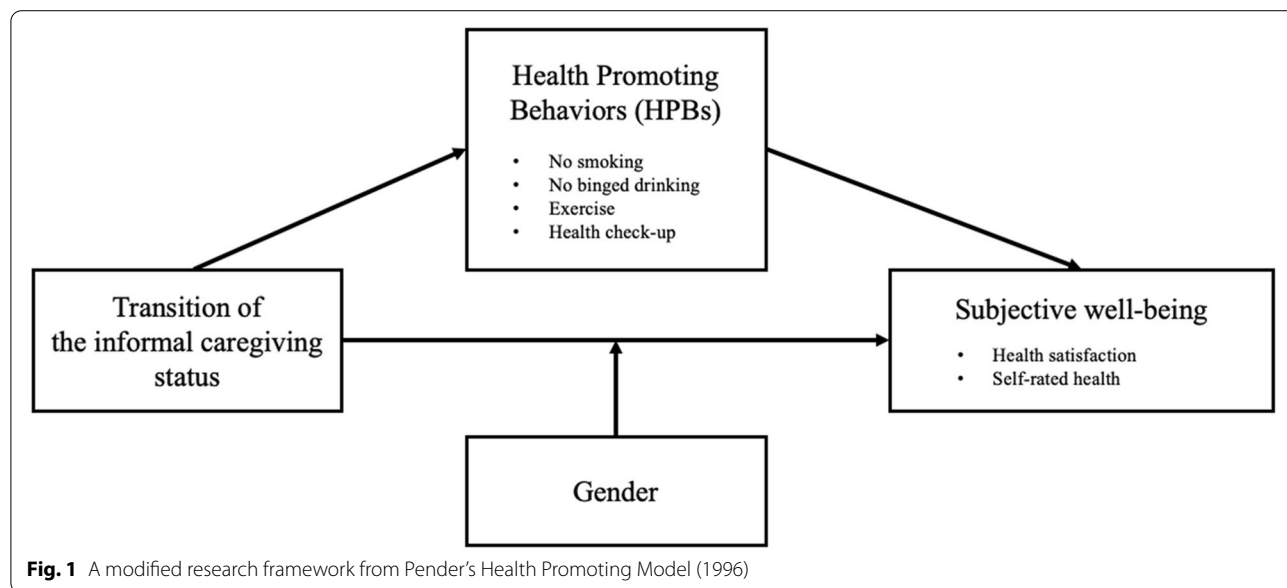 Health Promoting
Behaviors (HPBs)
• No smoking
• No binged drinking
• Exercise
• Health check-up
Transition of
the informal caregiving
status
Subjective well-being
• Health satisfaction
• Self-rated health
Gender
Fig. 1 A modified research framework from Pender's Health Promoting Model (1996)